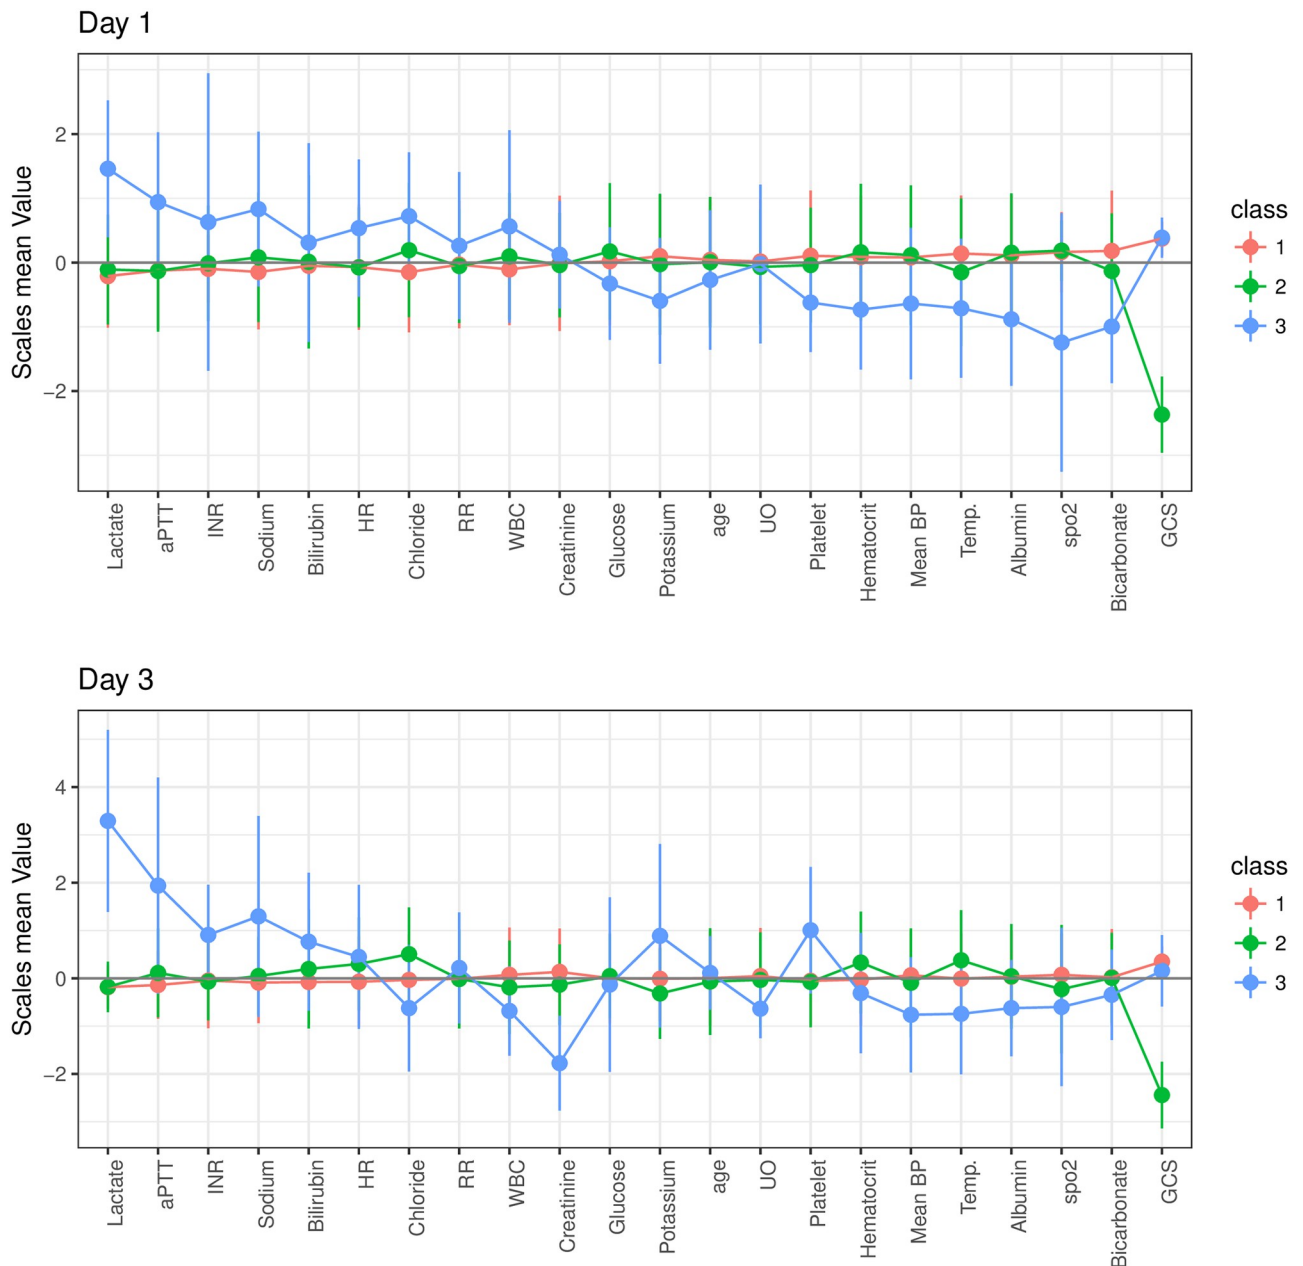 Day 1
Scales mean Value
2
0
−2
Lactate
aPTT
INR
Sodium
Bilirubin
HR
Chloride
RR
WBC
Creatinine
Glucose
Potassium
age
UO
Platelet
Hematocrit
Mean BP
Temp.
Albumin
spo2
Bicarbonate
GCS
class
1
2
3
Day 3
Scales mean Value
4
2
0
−2
Lactate
aPTT
INR
Sodium
Bilirubin
HR
Chloride
RR
WBC
Creatinine
Glucose
Potassium
age
UO
Platelet
Hematocrit
Mean BP
Temp.
Albumin
spo2
Bicarbonate
GCS
class
1
2
3